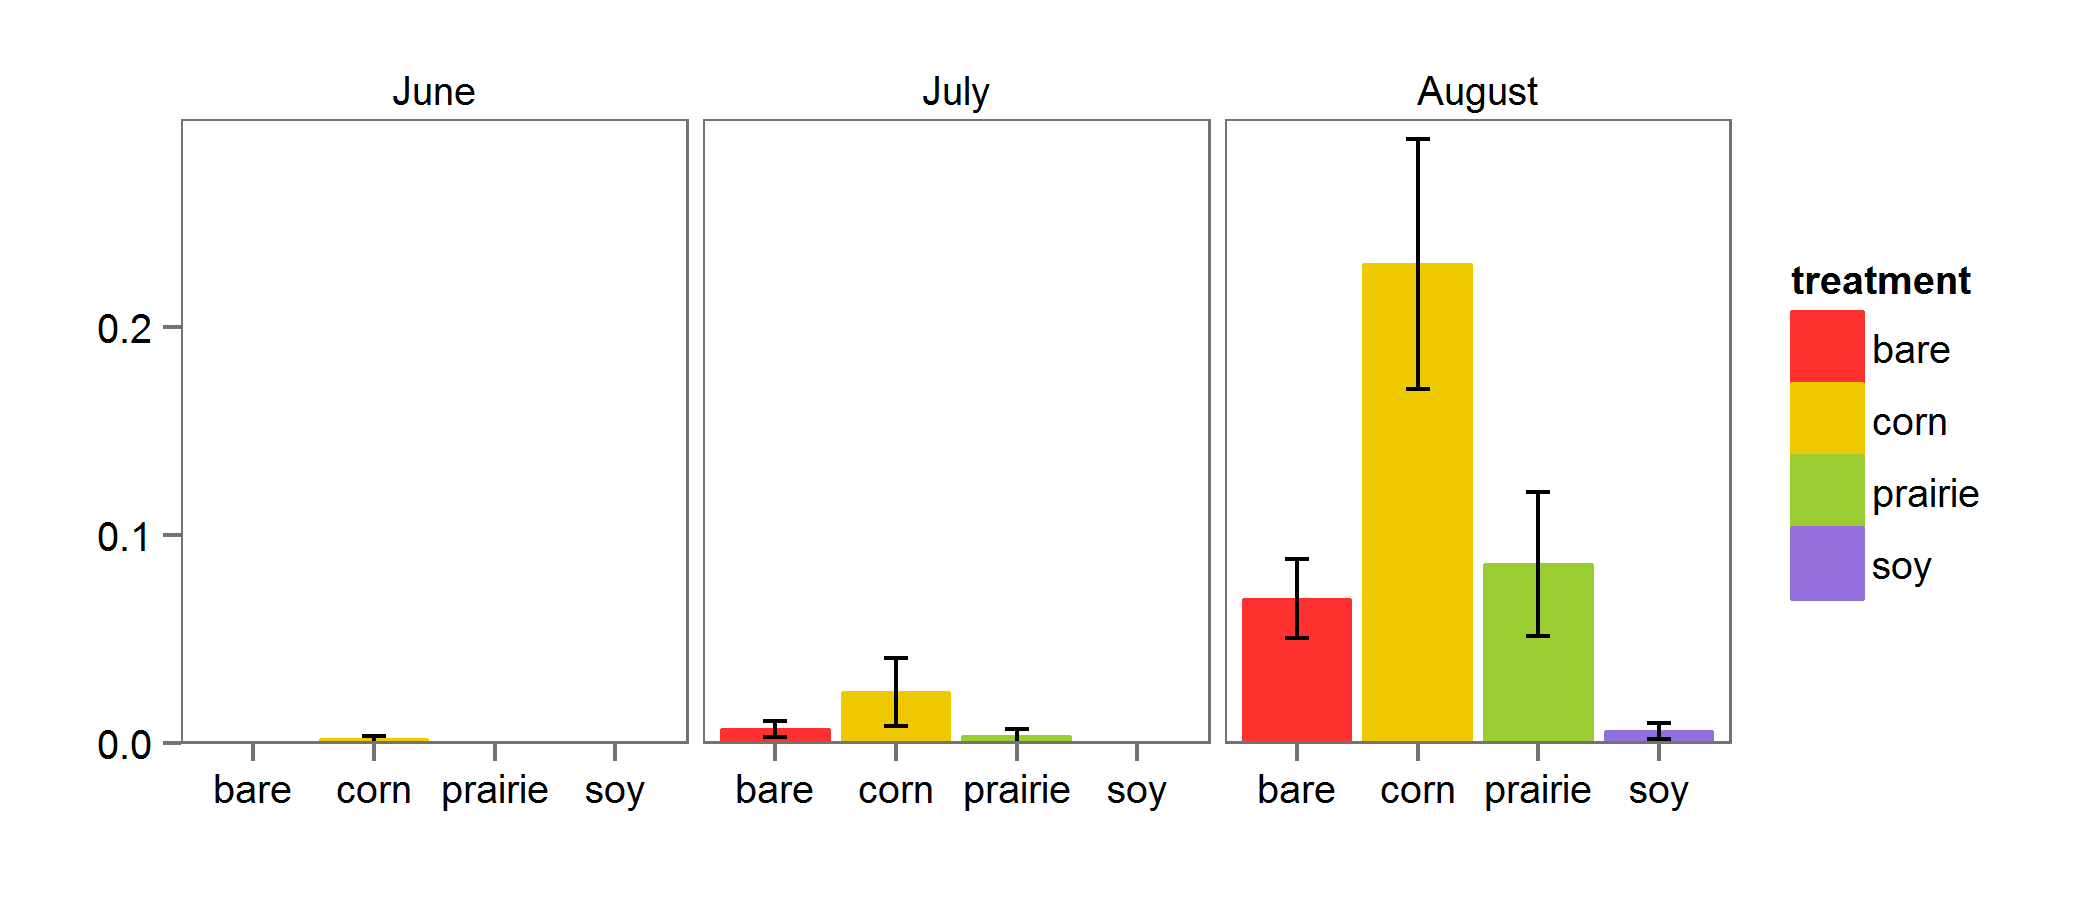 June July August
0.2
0.1
0.0
bare corn prairie soy bare corn prairie soy bare corn prairie soy
treatment
bare
corn
prairie
soy